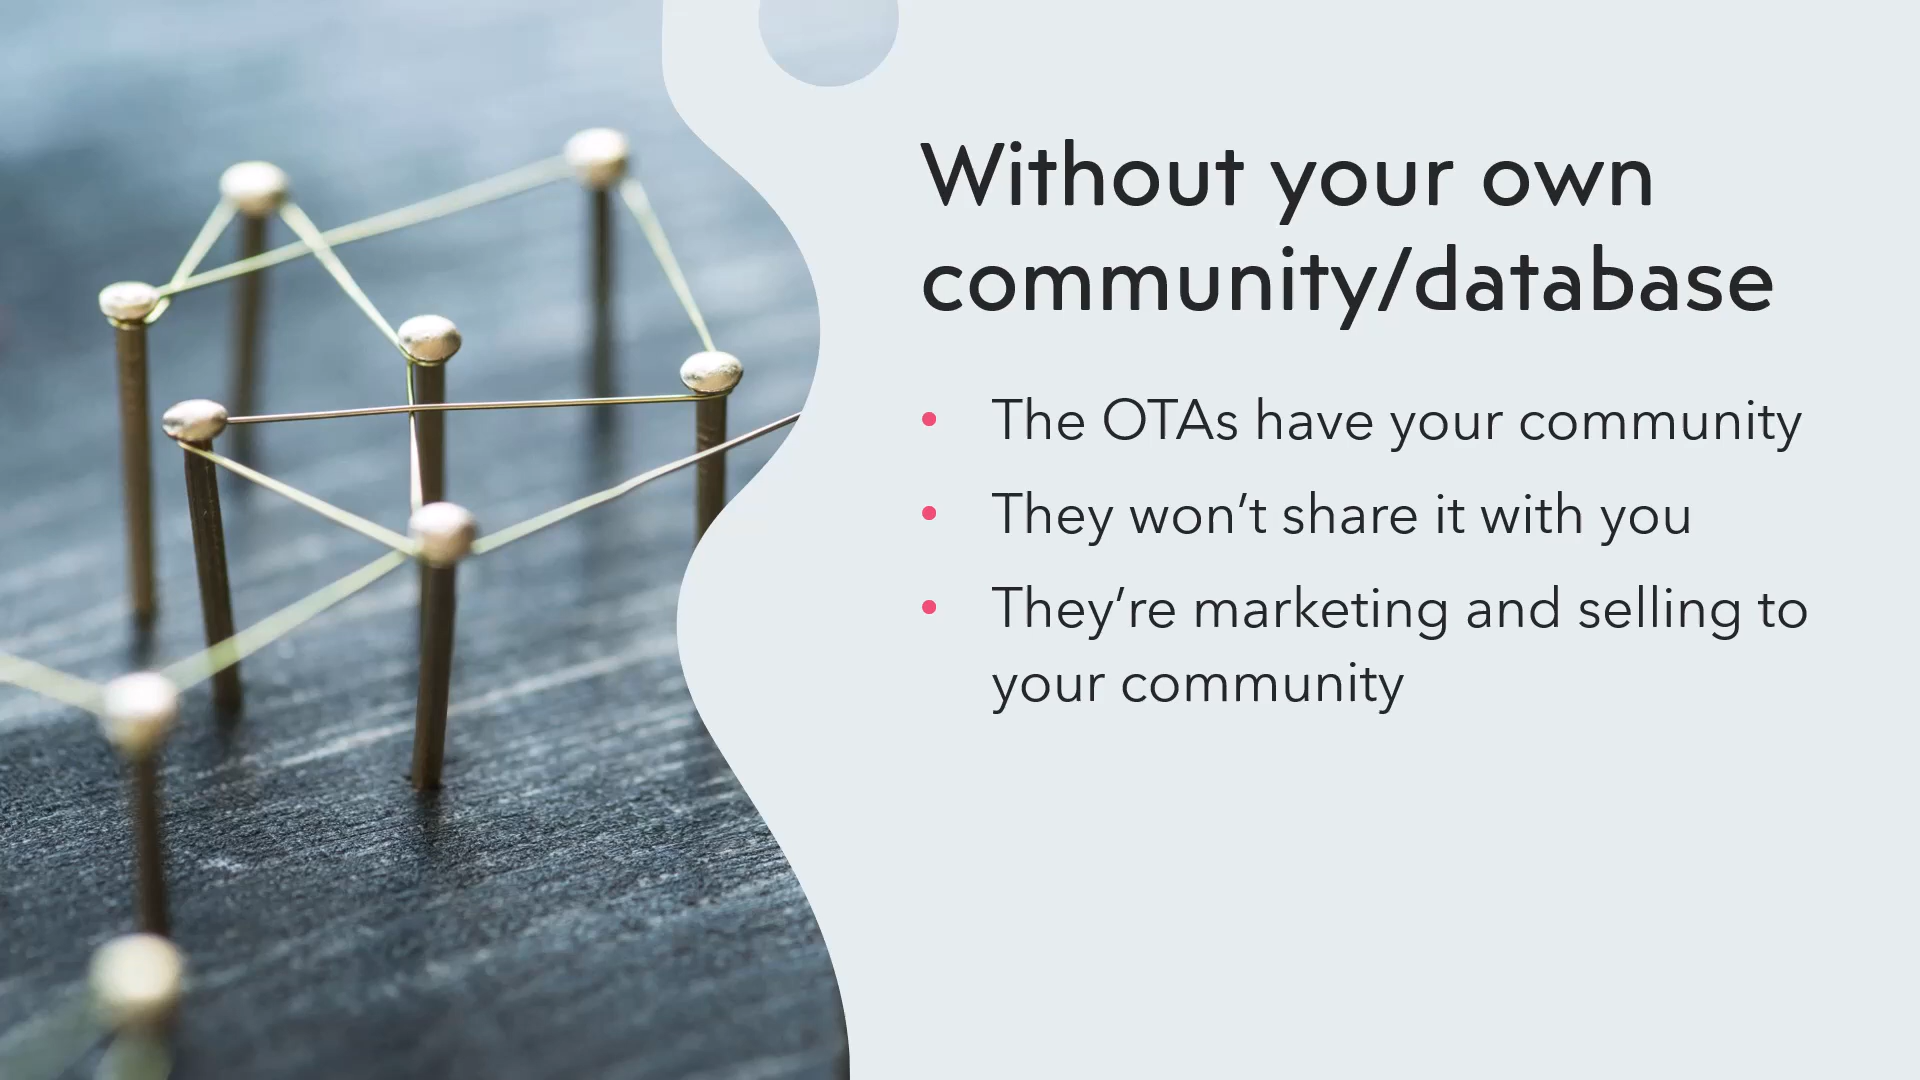 Without your own
community/database
• The OTAs have your community
• They won’t share it with you
• They’re marketing and selling to
your community